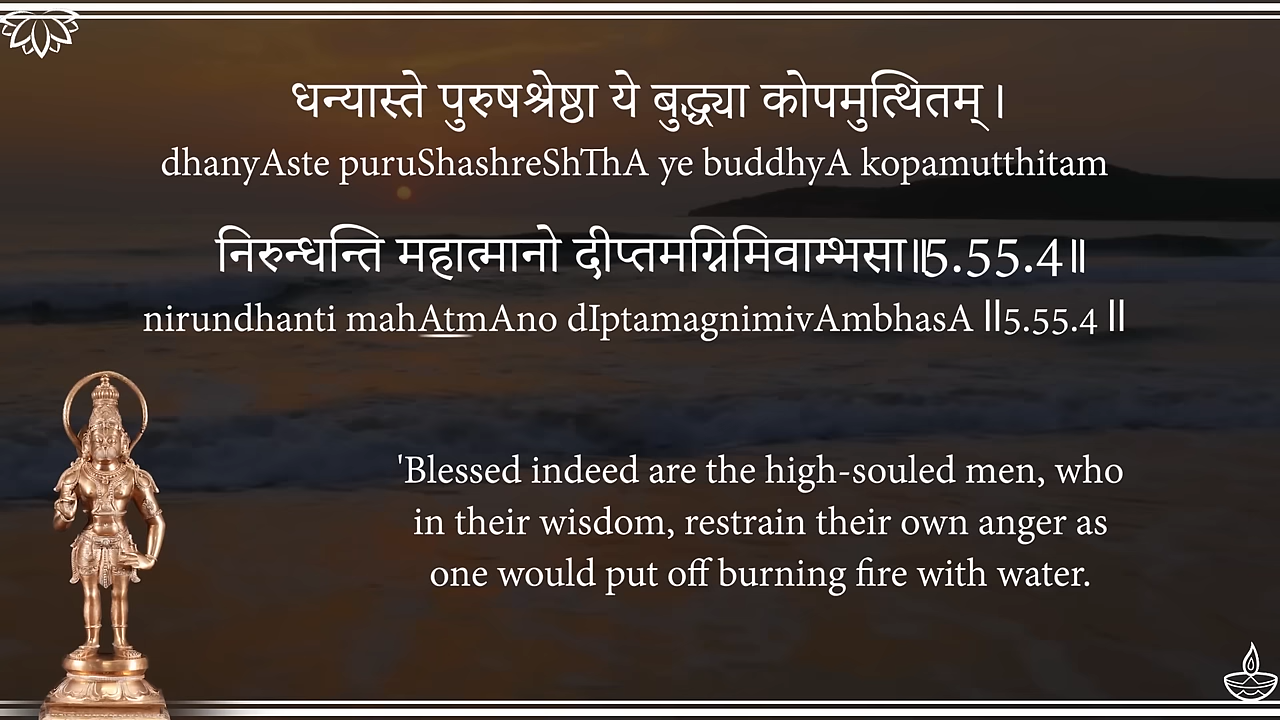 धन्यास्ते पुरुषश्रेष्ठा ये बुद्ध्या कोपमुत्थितम् ।
dhanyAste puruShashreShThA ye buddhyA kopamutthitam
निरुन्धन्ति महात्मानो दीप्तमग्निमिवाम्भसा॥5.55.4॥
nirundhanti mahAtmAno dIptamagnimivAmbhasA ॥5.55.4 ॥
'Blessed indeed are the high-souled men, who
in their wisdom, restrain their own anger as
one would put off burning fire with water.